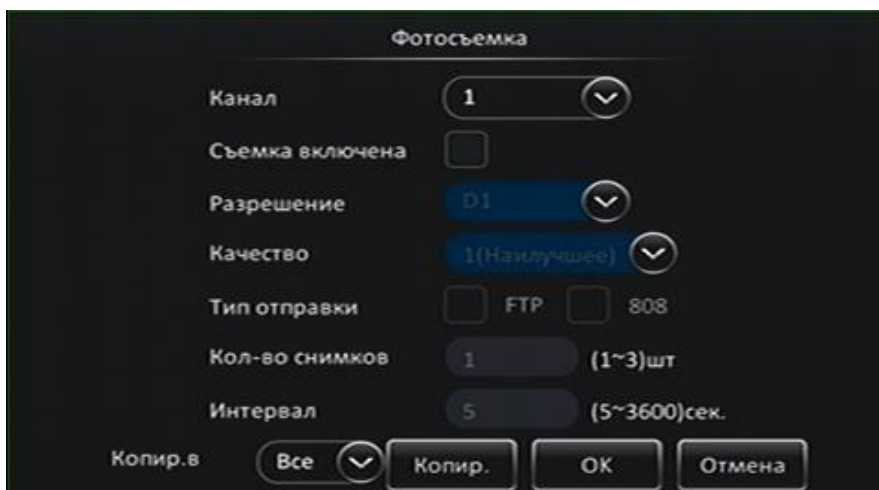 Фотосъемка
Канал 1
Съемка включена
Разрешение D1
Качество 1(Наилучшее)
Тип отправки FTP 808
Кол-во снимков 1 (1~3)шт
Интервал 5 (5~3600)сек.
Копир.в Все Копир. OK Отмена